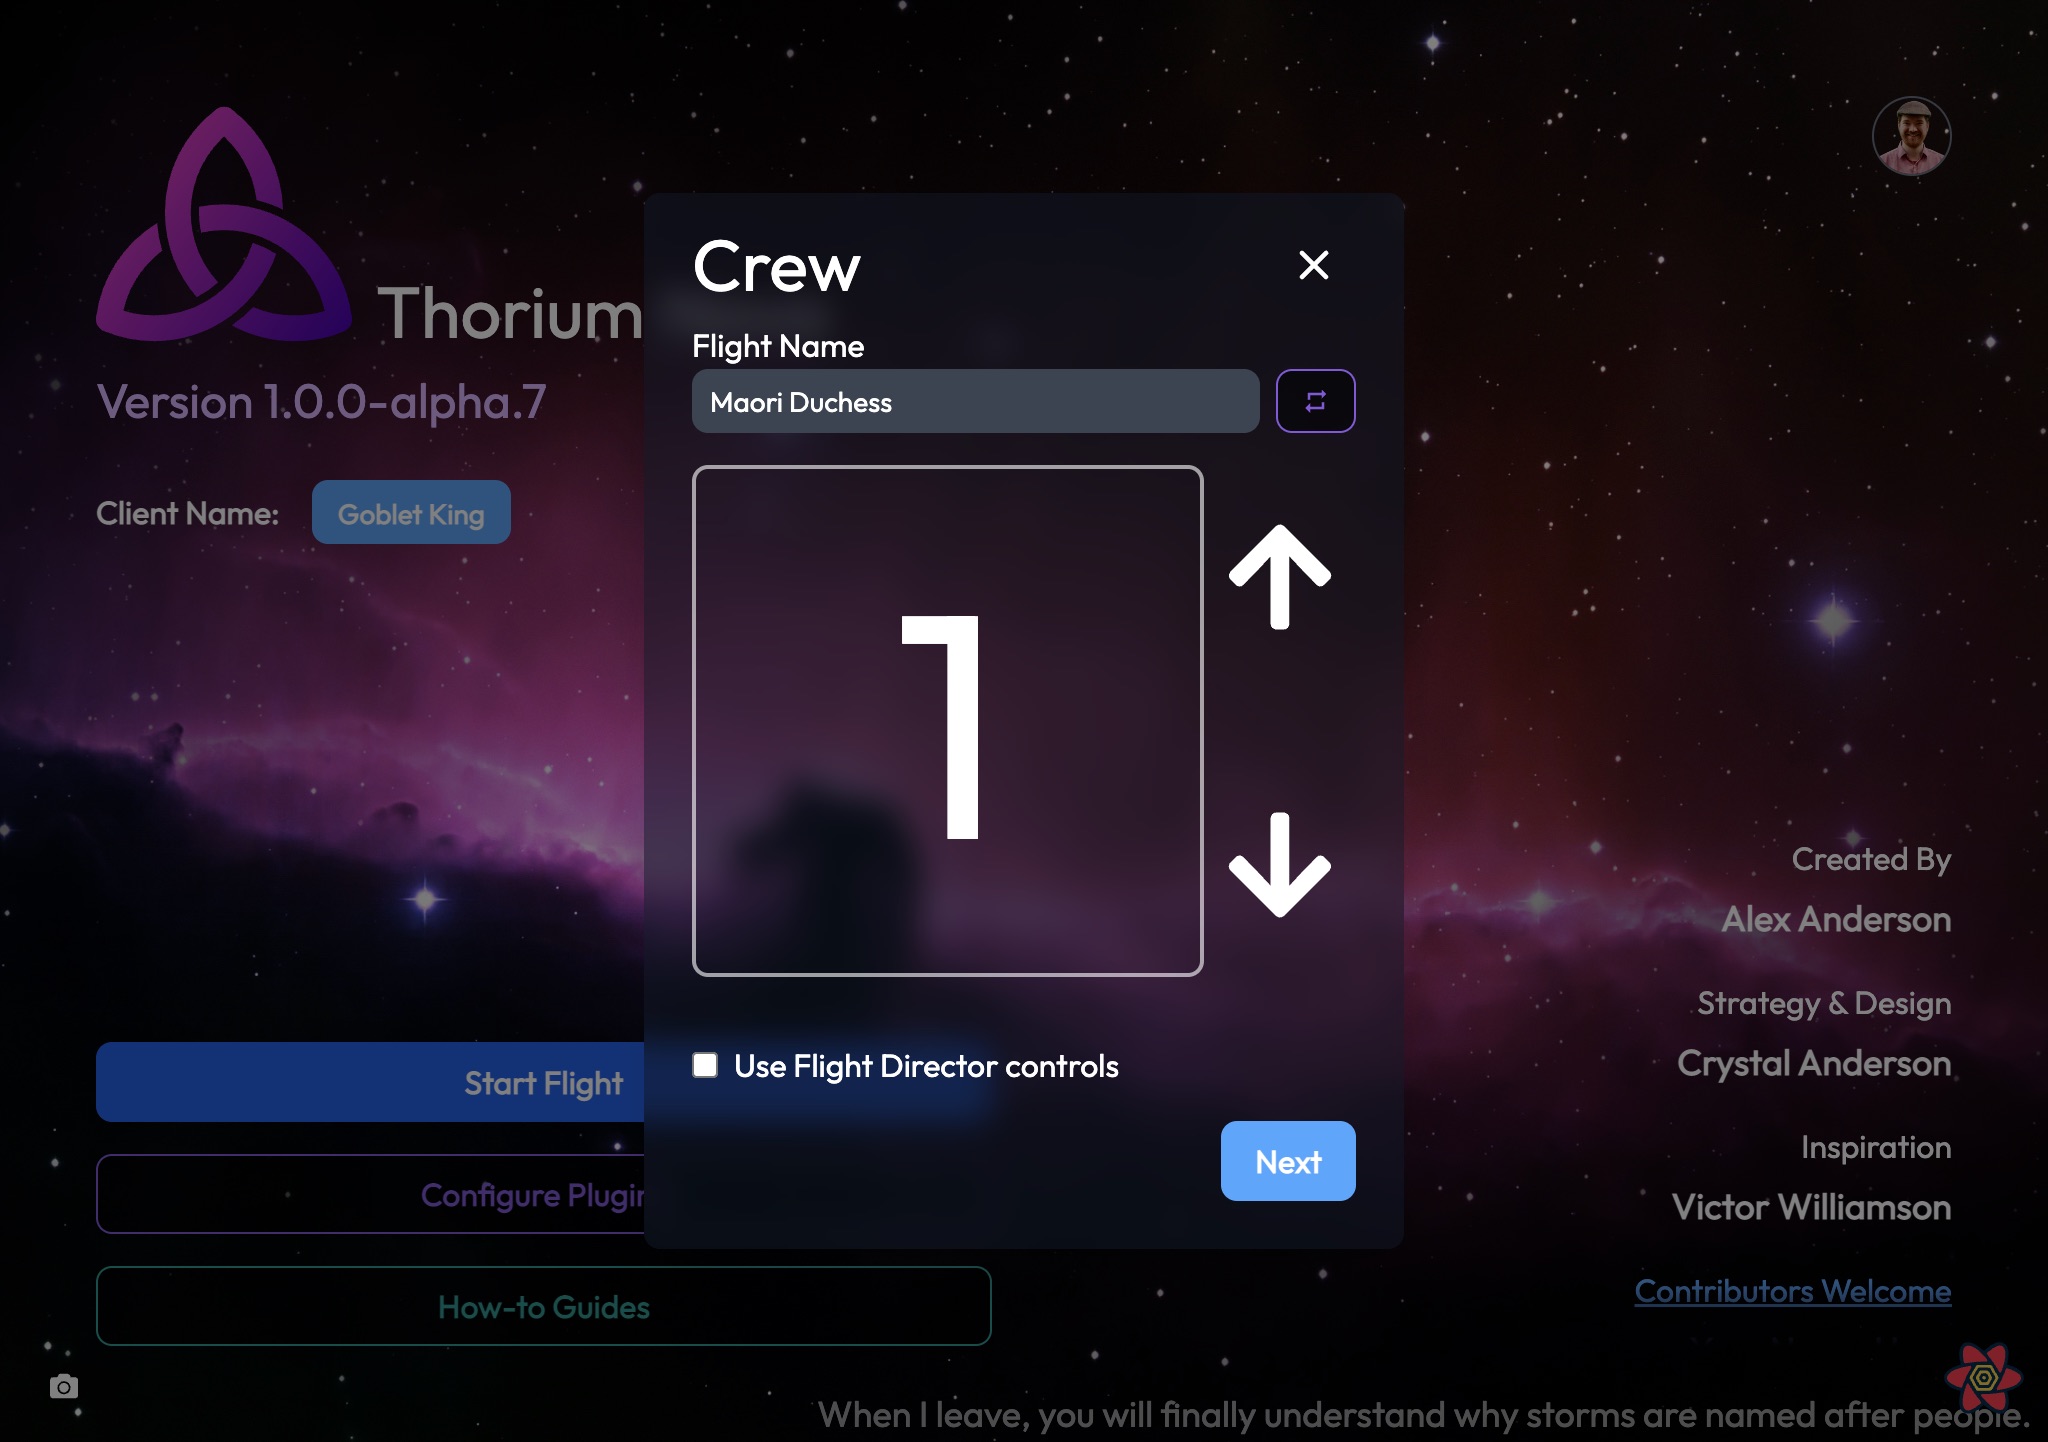 Thorium
Version 1.0.0-alpha.7
Client Name:
Goblet King
Crew
Flight Name
Maori Duchess
1
Use Flight Director controls
Next
Start Flight
Configure
How-to Guides
Created By
Alex Anderson
Strategy & Design
Crystal Anderson
Inspiration
Victor Williamson
Contributors Welcome
When I leave, you will finally understand why storms are named after people.